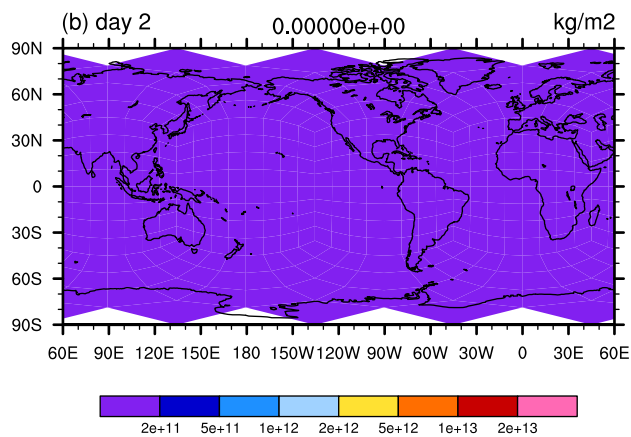 (b) day 2 0.00000e+00 kg/m2
90N
60N
30N
0
30S
60S
90S
60E 90E 120E 150E 180 150W 120W 90W 60W 30W 0 30E 60E
2e+11 5e+11 1e+12 2e+12 5e+12 1e+13 2e+13